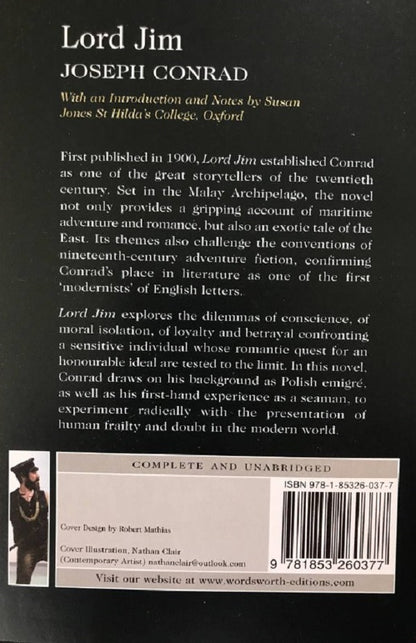 Lord Jim
JOSEPH CONRAD
With an Introduction and Notes by Susan
Jones St Hilda's College, Oxford
First published in 1900, Lord Jim established Conrad
as one of the great storytellers of the twentieth
century. Set in the Malay Archipelago, the novel
not only provides a gripping account of maritime
adventure and romance, but also an exotic tale of the
East. Its themes also challenge the conventions of
nineteenth-century adventure fiction, confirming
Conrad's place in literature as one of the first
'modernists' of English letters.
Lord Jim explores the dilemmas of conscience, of
moral isolation, of loyalty and betrayal confronting
a sensitive individual whose romantic quest for an
honourable ideal are tested to the limit. In this novel,
Conrad draws on his background as Polish emigré,
as well as his first-hand experience as a seaman, to
experiment radically with the presentation of
human frailty and doubt in the modern world.
COMPLETE AND UNABRIDGED
ISBN 978-1-85326-037-7
Cover Design by Robert Mathias
Cover Illustration, Nathan Clair
(Contemporary Artist) nathanclair@outlook.com
9 781853 260377
Visit our website at www.wordsworth-editions.com